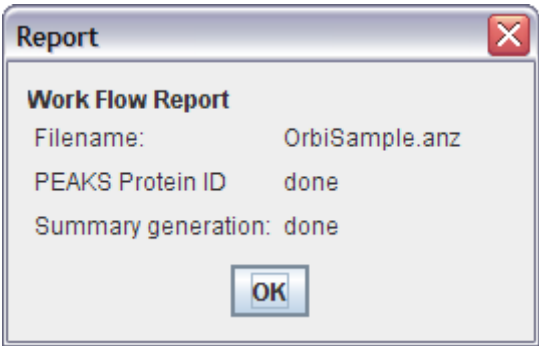 Report
Work Flow Report
Filename: OrbiSample.anz
PEAKS Protein ID done
Summary generation: done
OK